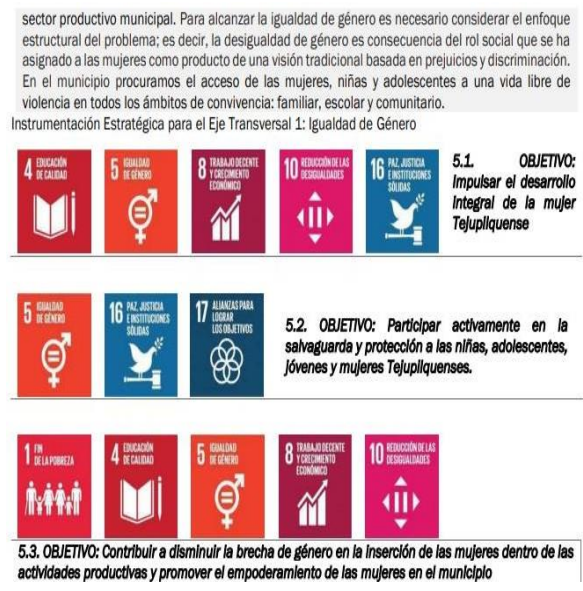 sector productivo municipal. Para alcanzar la igualdad de género es necesario considerar el enfoque
estructural del problema; es decir, la desigualdad de género es consecuencia del rol social que se ha
asignado a las mujeres como producto de una visión tradicional basada en prejuicios y discriminación.
En el municipio procuramos el acceso de las mujeres, niñas y adolescentes a una vida libre de
violencia en todos los ámbitos de convivencia: familiar, escolar y comunitario.
Instrumentación Estratégica para el Eje Transversal 1: Igualdad de Género
4 EDUCACIÓN
DE CALIDAD
5 IGUALDAD
DE GÉNERO
8 TRABAJO DECENTE
Y CRECIMIENTO
ECONÓMICO
10 REDUCCIÓN DE LAS
DESIGUALDADES
16 PAZ, JUSTICIA
E INSTITUCIONES
SÓLIDAS
5.1. OBJETIVO:
Impulsar el desarrollo
Integral de la mujer
Tejupilquense
5 IGUALDAD
DE GÉNERO
16 PAZ, JUSTICIA
E INSTITUCIONES
SÓLIDAS
17 ALIANZAS PARA
LOGRAR
LOS OBJETIVOS
5.2. OBJETIVO: Participar activamente en la
salvaguarda y protección a las niñas, adolescentes,
jóvenes y mujeres Tejupilquenses.
1 FIN
DE LA POBREZA
4 EDUCACIÓN
DE CALIDAD
5 IGUALDAD
DE GÉNERO
8 TRABAJO DECENTE
Y CRECIMIENTO
ECONÓMICO
10 REDUCCIÓN DE LAS
DESIGUALDADES
5.3. OBJETIVO: Contribuir a disminuir la brecha de género en la inserción de las mujeres dentro de las
actividades productivas y promover el empoderamiento de las mujeres en el municipio